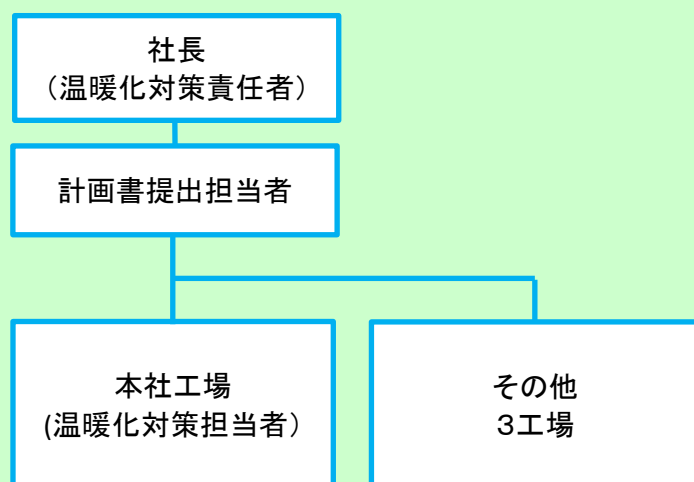 社長
（温暖化対策責任者）
計画書提出担当者
本社工場
(温暖化対策担当者）
その他
３工場